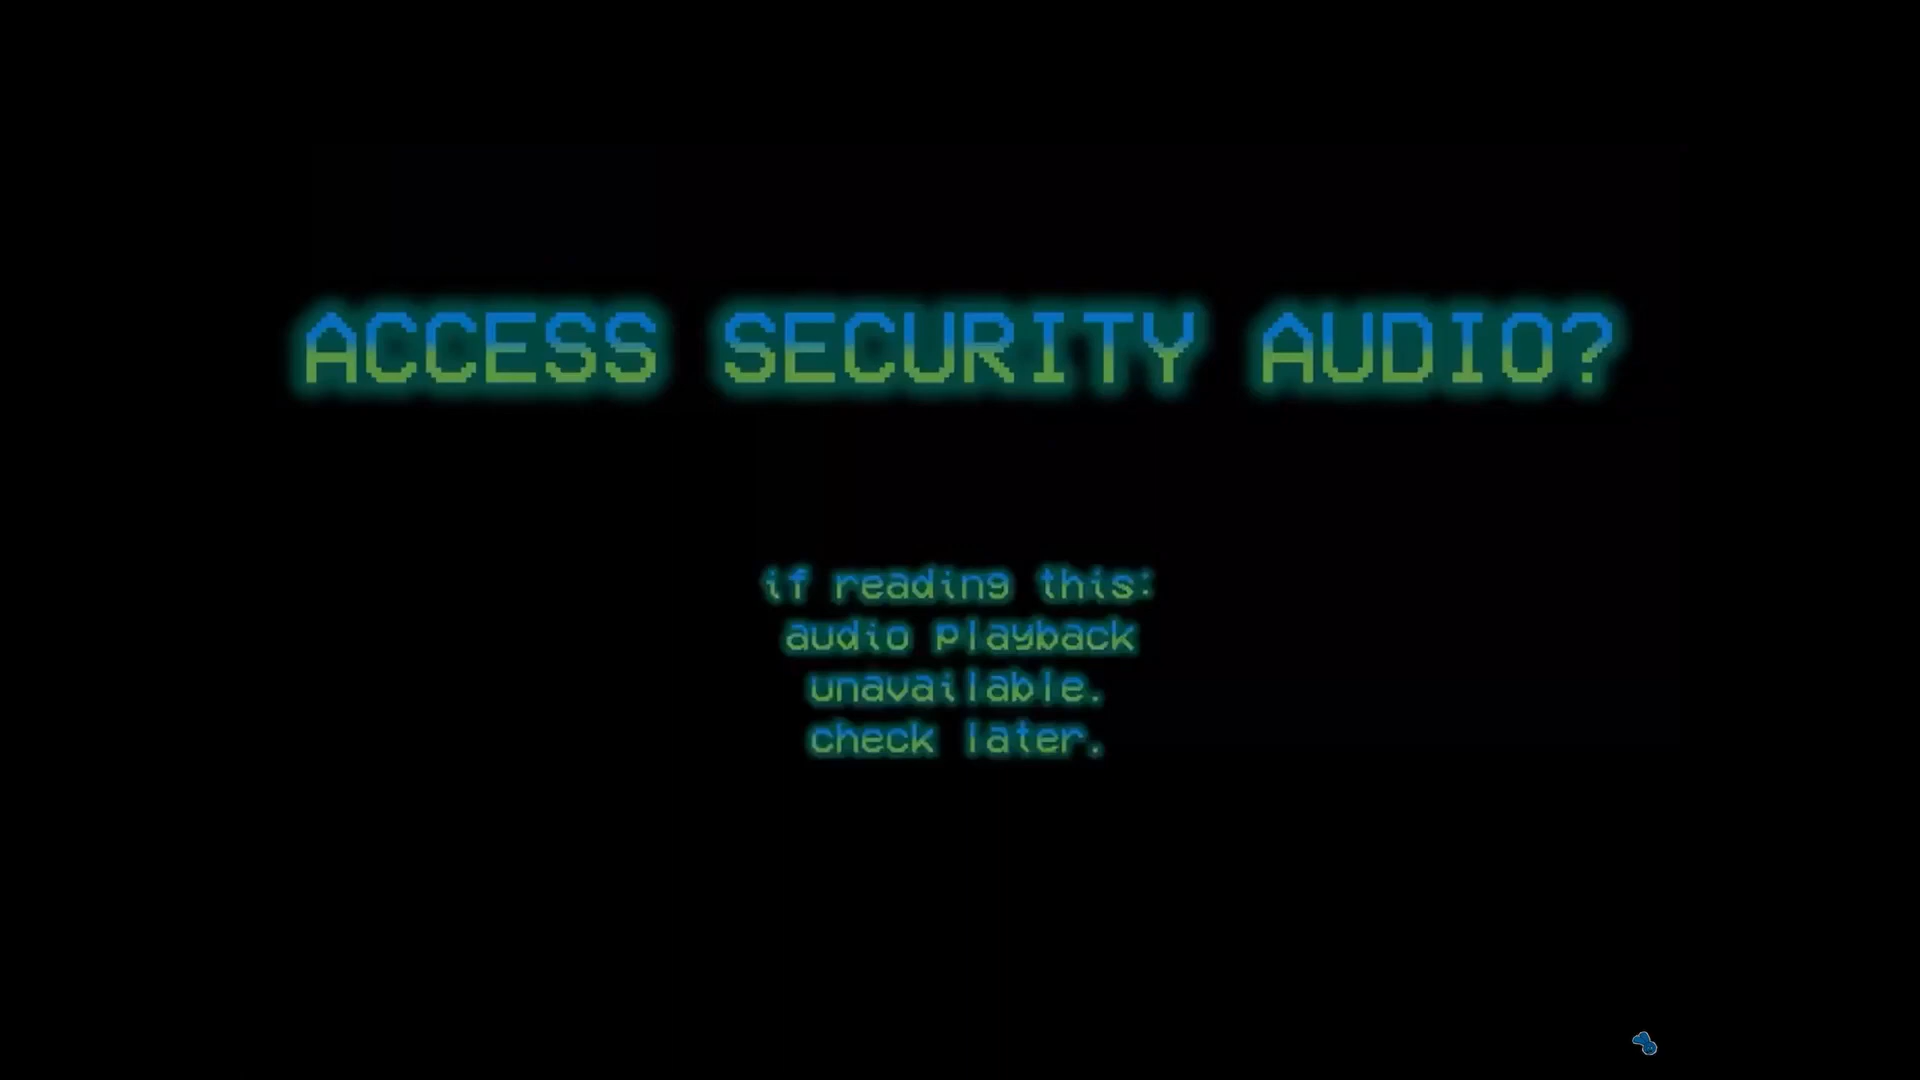 ACCESS SECURITY AUDIO?
if reading this:
audio playback
unavailable.
check later.